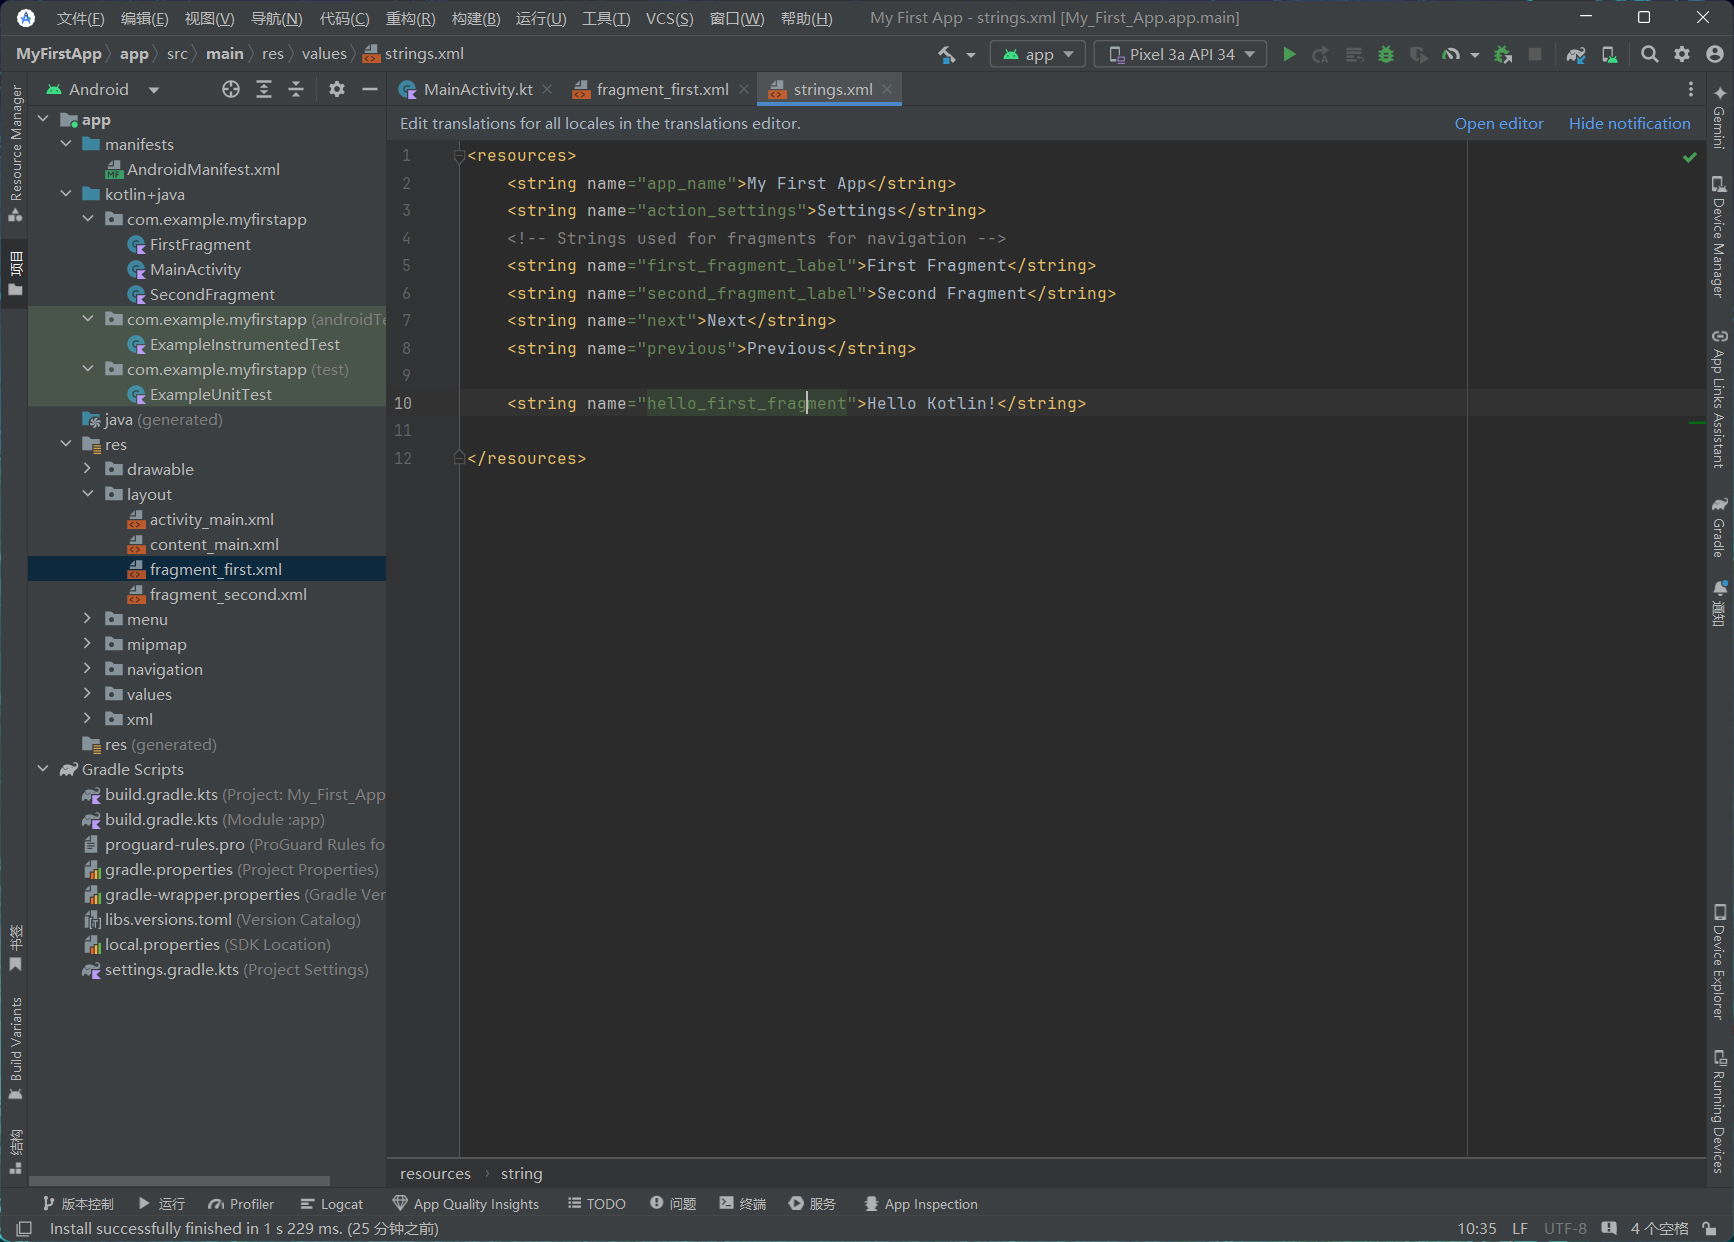 文件(F) 编辑(E) 视图(V) 导航(N) 代码(C) 重构(R) 构建(B) 运行(U) 工具(T) VCS(S) 窗口(W) 帮助(H) My First App - strings.xml [My_First_App.app.main]
MyFirstApp app src main res values strings.xml app Pixel 3a API 34
Android
MainActivity.kt fragment_first.xml strings.xml
Edit translations for all locales in the translations editor. Open editor Hide notification
Resource Manager
项目
书签
Build Variants
结构
app
manifests
AndroidManifest.xml
kotlin+java
com.example.myfirstapp
FirstFragment
MainActivity
SecondFragment
com.example.myfirstapp (androidTe
ExampleInstrumentedTest
com.example.myfirstapp (test)
ExampleUnitTest
java (generated)
res
drawable
layout
activity_main.xml
content_main.xml
fragment_first.xml
fragment_second.xml
menu
mipmap
navigation
values
xml
res (generated)
Gradle Scripts
build.gradle.kts (Project: My_First_App
build.gradle.kts (Module :app)
proguard-rules.pro (ProGuard Rules fo
gradle.properties (Project Properties)
gradle-wrapper.properties (Gradle Ver
libs.versions.toml (Version Catalog)
local.properties (SDK Location)
settings.gradle.kts (Project Settings)
1 <resources>
2 <string name="app_name">My First App</string>
3 <string name="action_settings">Settings</string>
4 <!-- Strings used for fragments for navigation -->
5 <string name="first_fragment_label">First Fragment</string>
6 <string name="second_fragment_label">Second Fragment</string>
7 <string name="next">Next</string>
8 <string name="previous">Previous</string>
9
10 <string name="hello_first_fragment">Hello Kotlin!</string>
11
12 </resources>
Gemini
Device Manager
App Links Assistant
Gradle
通知
Device Explorer
Running Devices
resources › string
版本控制 运行 Profiler Logcat App Quality Insights TODO 问题 终端 服务 App Inspection
Install successfully finished in 1 s 229 ms. (25 分钟之前) 10:35 LF UTF-8 4 个空格